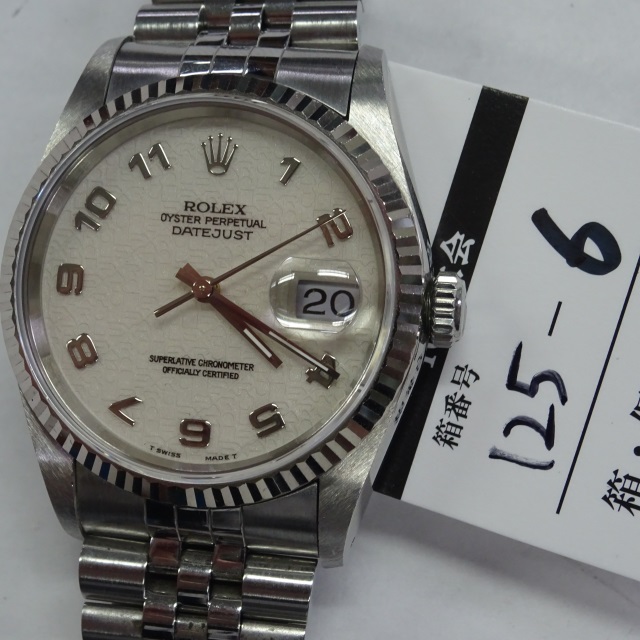 11
1
10
ROLEX
OYSTER PERPETUAL
DATEJUST
2
9
20
8
SUPERLATIVE CHRONOMETER
OFFICIALLY CERTIFIED
4
7
6
5
T SWISS MADE T
会
箱番号
125-6
箱・